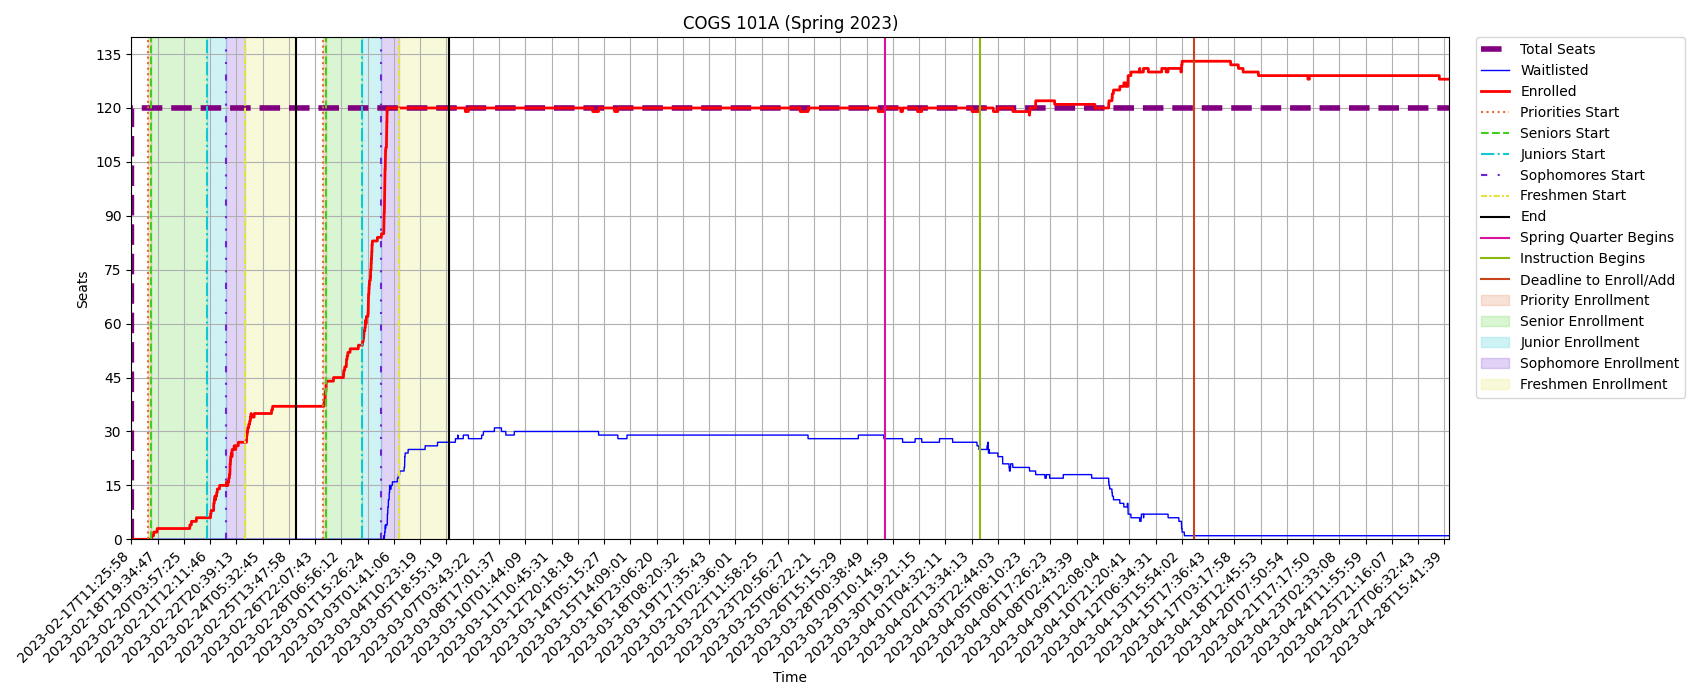 COGS 101A (Spring 2023)
Seats
135
120
105
90
75
60
45
30
15
0
2023-02-17T11:25:58
2023-02-18T19:34:47
2023-02-20T03:57:25
2023-02-21T12:11:46
2023-02-22T20:39:13
2023-02-24T05:32:45
2023-02-25T13:47:58
2023-02-26T22:07:43
2023-02-28T06:56:12
2023-03-01T15:26:24
2023-03-03T01:41:06
2023-03-04T10:23:19
2023-03-05T18:55:19
2023-03-07T03:43:22
2023-03-08T17:01:37
2023-03-10T01:44:09
2023-03-11T10:45:31
2023-03-12T20:18:18
2023-03-14T05:15:27
2023-03-15T14:09:01
2023-03-16T23:06:20
2023-03-18T08:20:32
2023-03-19T17:35:43
2023-03-21T02:36:01
2023-03-22T11:58:25
2023-03-23T20:56:27
2023-03-25T06:22:21
2023-03-26T15:15:29
2023-03-28T00:38:49
2023-03-29T10:14:59
2023-03-30T19:21:15
2023-04-01T04:32:11
2023-04-02T13:34:13
2023-04-03T22:44:03
2023-04-05T08:10:23
2023-04-06T17:26:23
2023-04-08T02:43:39
2023-04-09T12:08:04
2023-04-10T21:20:41
2023-04-12T06:34:31
2023-04-13T15:54:02
2023-04-15T17:36:43
2023-04-17T03:17:58
2023-04-18T12:45:53
2023-04-20T07:50:54
2023-04-21T17:17:50
2023-04-23T02:33:08
2023-04-24T11:55:59
2023-04-25T21:16:07
2023-04-27T06:32:43
2023-04-28T15:41:39
Time
Total Seats
Waitlisted
Enrolled
Priorities Start
Seniors Start
Juniors Start
Sophomores Start
Freshmen Start
End
Spring Quarter Begins
Instruction Begins
Deadline to Enroll/Add
Priority Enrollment
Senior Enrollment
Junior Enrollment
Sophomore Enrollment
Freshmen Enrollment